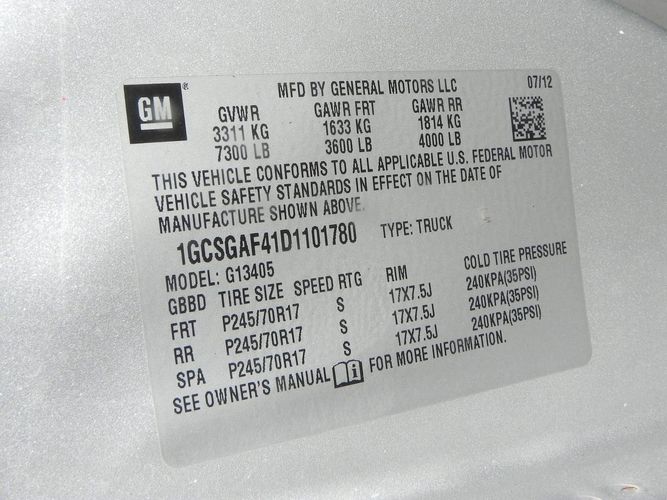 GM®
MFD BY GENERAL MOTORS LLC 07/12
GVWR GAWR FRT GAWR RR
3311 KG 1633 KG 1814 KG
7300 LB 3600 LB 4000 LB
THIS VEHICLE CONFORMS TO ALL APPLICABLE U.S. FEDERAL MOTOR
VEHICLE SAFETY STANDARDS IN EFFECT ON THE DATE OF
MANUFACTURE SHOWN ABOVE.
1GCSGAF41D1101780 TYPE: TRUCK
MODEL: G13405
GBBD TIRE SIZE SPEED RTG RIM COLD TIRE PRESSURE
FRT P245/70R17 S 17X7.5J 240KPA(35PSI)
RR P245/70R17 S 17X7.5J 240KPA(35PSI)
SPA P245/70R17 S 17X7.5J 240KPA(35PSI)
SEE OWNER'S MANUAL i FOR MORE INFORMATION.